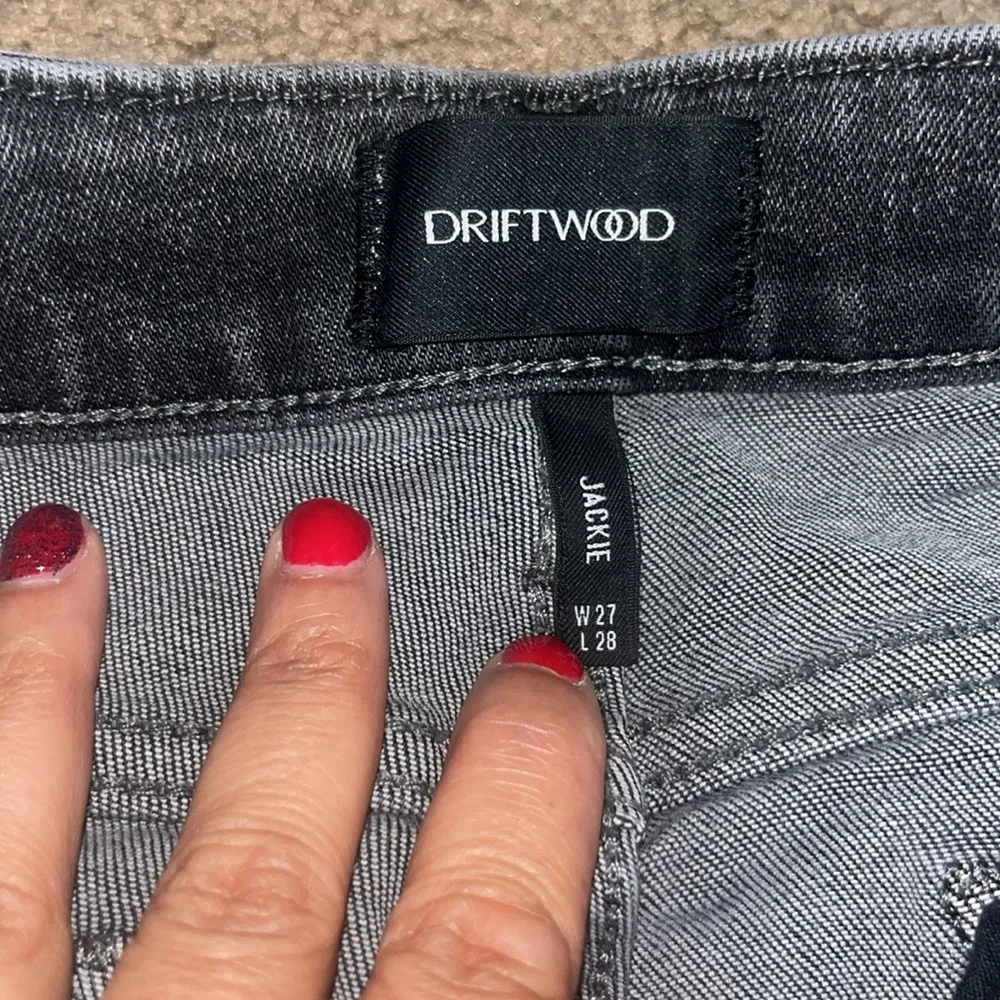 DRIFTWOOD
JACKIE
W 27
L 28